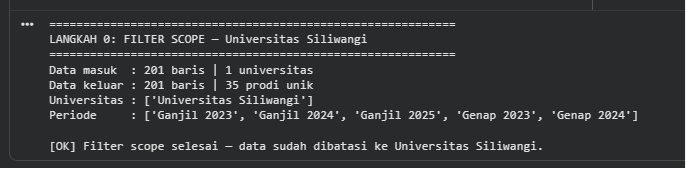 ••• ============================================================
LANGKAH 0: FILTER SCOPE — Universitas Siliwangi
============================================================
Data masuk  : 201 baris | 1 universitas
Data keluar : 201 baris | 35 prodi unik
Universitas : ['Universitas Siliwangi']
Periode     : ['Ganjil 2023', 'Ganjil 2024', 'Ganjil 2025', 'Genap 2023', 'Genap 2024']

[OK] Filter scope selesai — data sudah dibatasi ke Universitas Siliwangi.